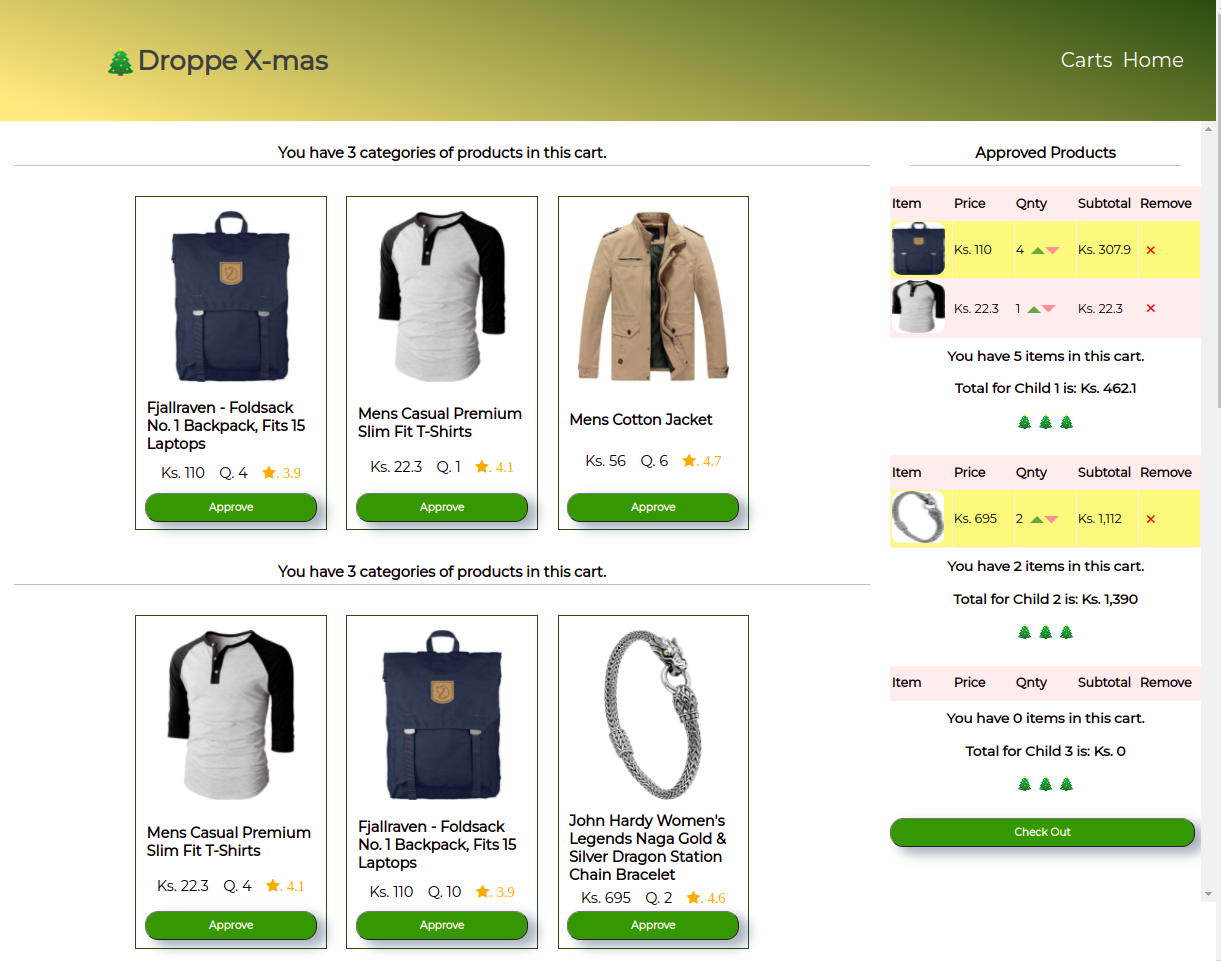 Droppe X-mas
Carts Home
You have 3 categories of products in this cart.
Fjallraven - Foldsack
No. 1 Backpack, Fits 15
Laptops
Ks. 110 Q. 4 . 3.9
Approve
Mens Casual Premium
Slim Fit T-Shirts
Ks. 22.3 Q. 1 . 4.1
Approve
Mens Cotton Jacket
Ks. 56 Q. 6 . 4.7
Approve
You have 3 categories of products in this cart.
Mens Casual Premium
Slim Fit T-Shirts
Ks. 22.3 Q. 4 . 4.1
Approve
Fjallraven - Foldsack
No. 1 Backpack, Fits 15
Laptops
Ks. 110 Q. 10 . 3.9
Approve
John Hardy Women's
Legends Naga Gold &
Silver Dragon Station
Chain Bracelet
Ks. 695 Q. 2 . 4.6
Approve
Approved Products
Item Price Qnty Subtotal Remove
Ks. 110 4 Ks. 307.9 ×
Ks. 22.3 1 Ks. 22.3 ×
You have 5 items in this cart.
Total for Child 1 is: Ks. 462.1
Item Price Qnty Subtotal Remove
Ks. 695 2 Ks. 1,112 ×
You have 2 items in this cart.
Total for Child 2 is: Ks. 1,390
Item Price Qnty Subtotal Remove
You have 0 items in this cart.
Total for Child 3 is: Ks. 0
Check Out